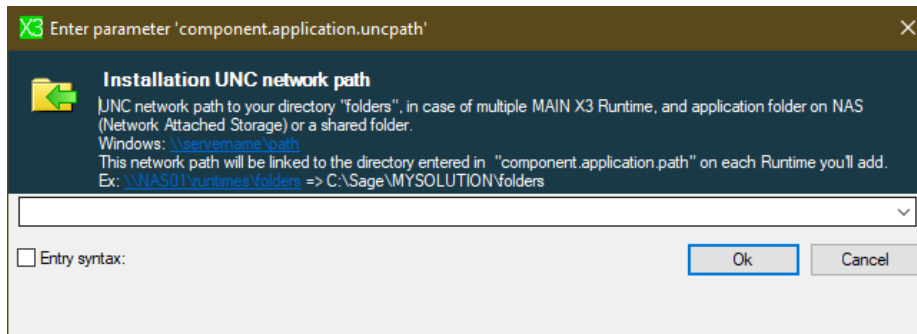 X3 Enter parameter 'component.application.uncpath'
Installation UNC network path
UNC network path to your directory "folders", in case of multiple MAIN X3 Runtime, and application folder on NAS
(Network Attached Storage) or a shared folder.
Windows: \\servername\path
This network path will be linked to the directory entered in "component.application.path" on each Runtime you'll add.
Ex: \\NAS01\runtimes\folders => C:\Sage\MYSOLUTION\folders
Entry syntax:
Ok
Cancel